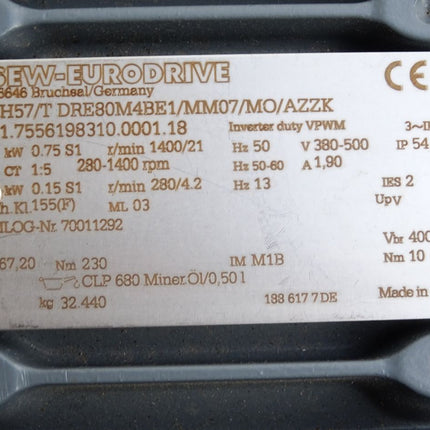 SEW-EURODRIVE CE
76646 Bruchsal/Germany
H57/T DRE80M4BE1/MM07/MO/AZZK
1.7556198310.0001.18 Inverter duty VPWM 3~I
kW 0.75 S1 r/min 1400/21 Hz 50 V 380-500 IP 54
CT 1:5 280-1400 rpm Hz 50-60 A 1,90
kW 0.15 S1 r/min 280/4.2 Hz 13 IES 2
h.Kl.155(F) ML 03 Upv
LOG-Nr. 70011292 Vbr 400
67,20 Nm 230 IM M1B Nm 10
CLP 680 Miner.Öl/0,50 l
kg 32.440 188 617 7 DE Made in